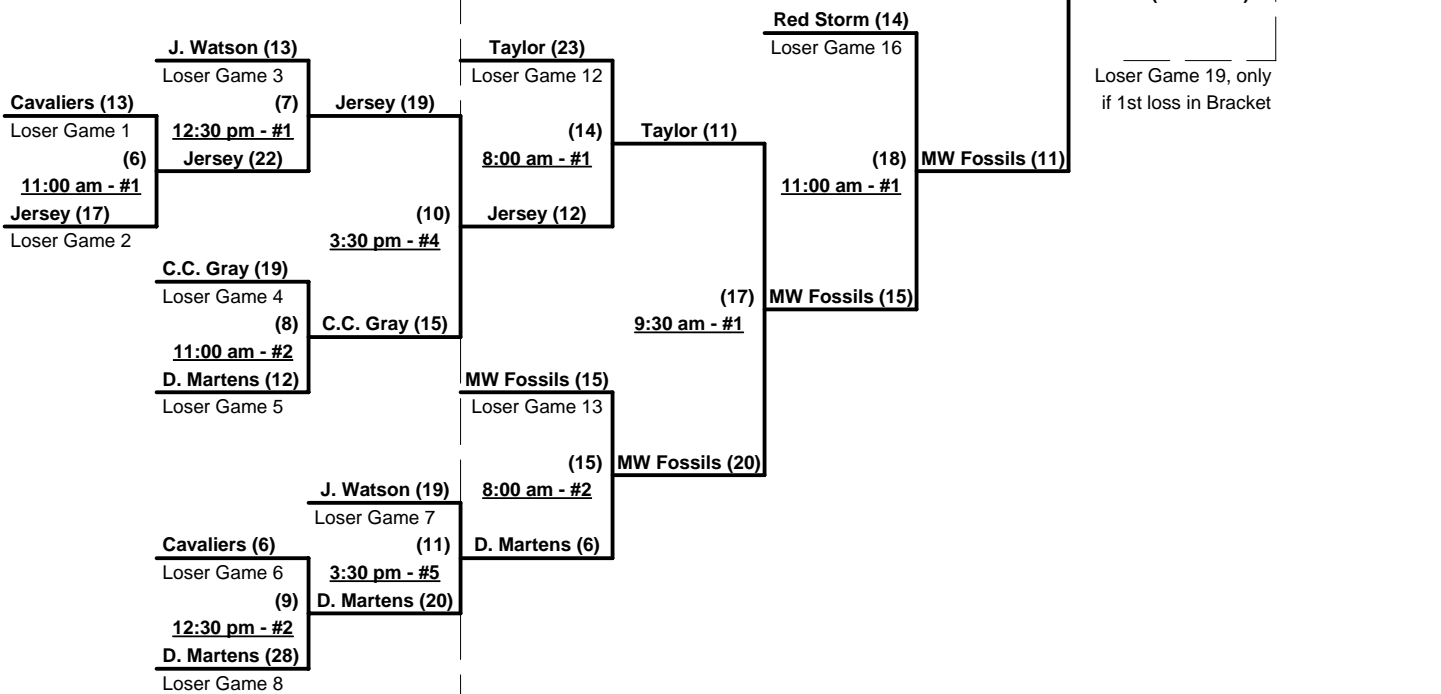 Red Storm (14)
Loser Game 16
J. Watson (13)
Loser Game 3
Taylor (23)
Loser Game 12
Loser Game 19, only
if 1st loss in Bracket
Cavaliers (13)
Loser Game 1
(7)
12:30 pm - #1
Jersey (19)
(14)
8:00 am - #1
Taylor (11)
(6)
11:00 am - #1
Jersey (22)
(18)
11:00 am - #1
MW Fossils (11)
Jersey (17)
Loser Game 2
(10)
3:30 pm - #4
Jersey (12)
C.C. Gray (19)
Loser Game 4
(8)
11:00 am - #2
C.C. Gray (15)
(17)
9:30 am - #1
MW Fossils (15)
D. Martens (12)
Loser Game 5
MW Fossils (15)
Loser Game 13
(15)
8:00 am - #2
MW Fossils (20)
J. Watson (19)
Loser Game 7
Cavaliers (6)
Loser Game 6
(11)
3:30 pm - #5
D. Martens (6)
(9)
12:30 pm - #2
D. Martens (20)
D. Martens (28)
Loser Game 8